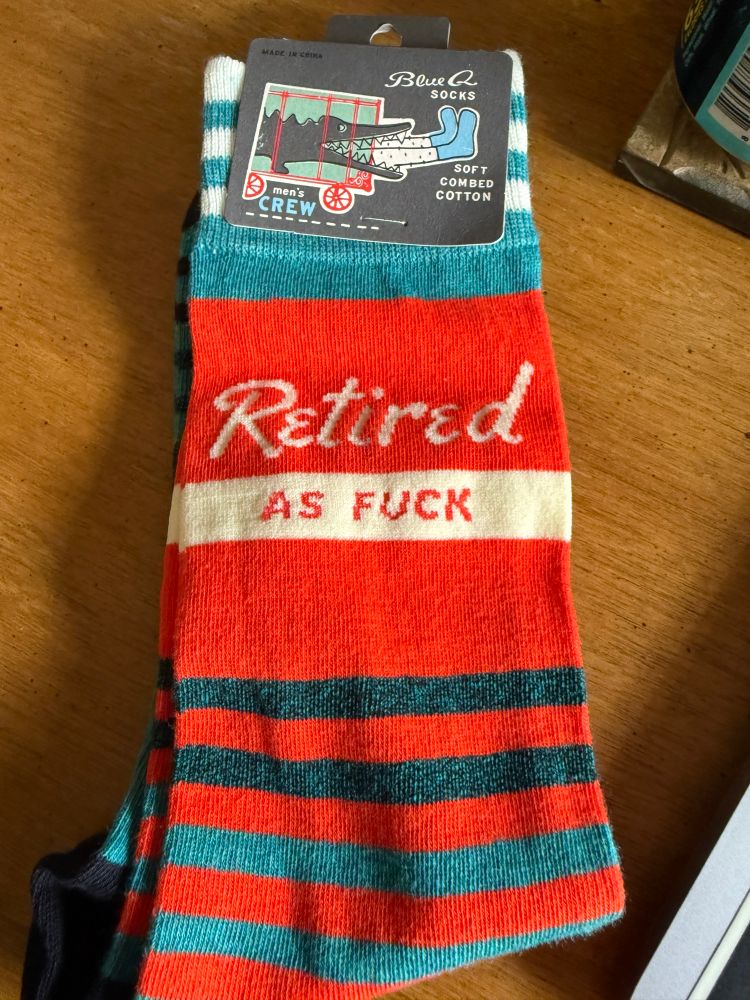 MADE IN CHINA
Blue Q
SOCKS
SOFT
COMBED
COTTON
men's
CREW
Retired
AS FUCK